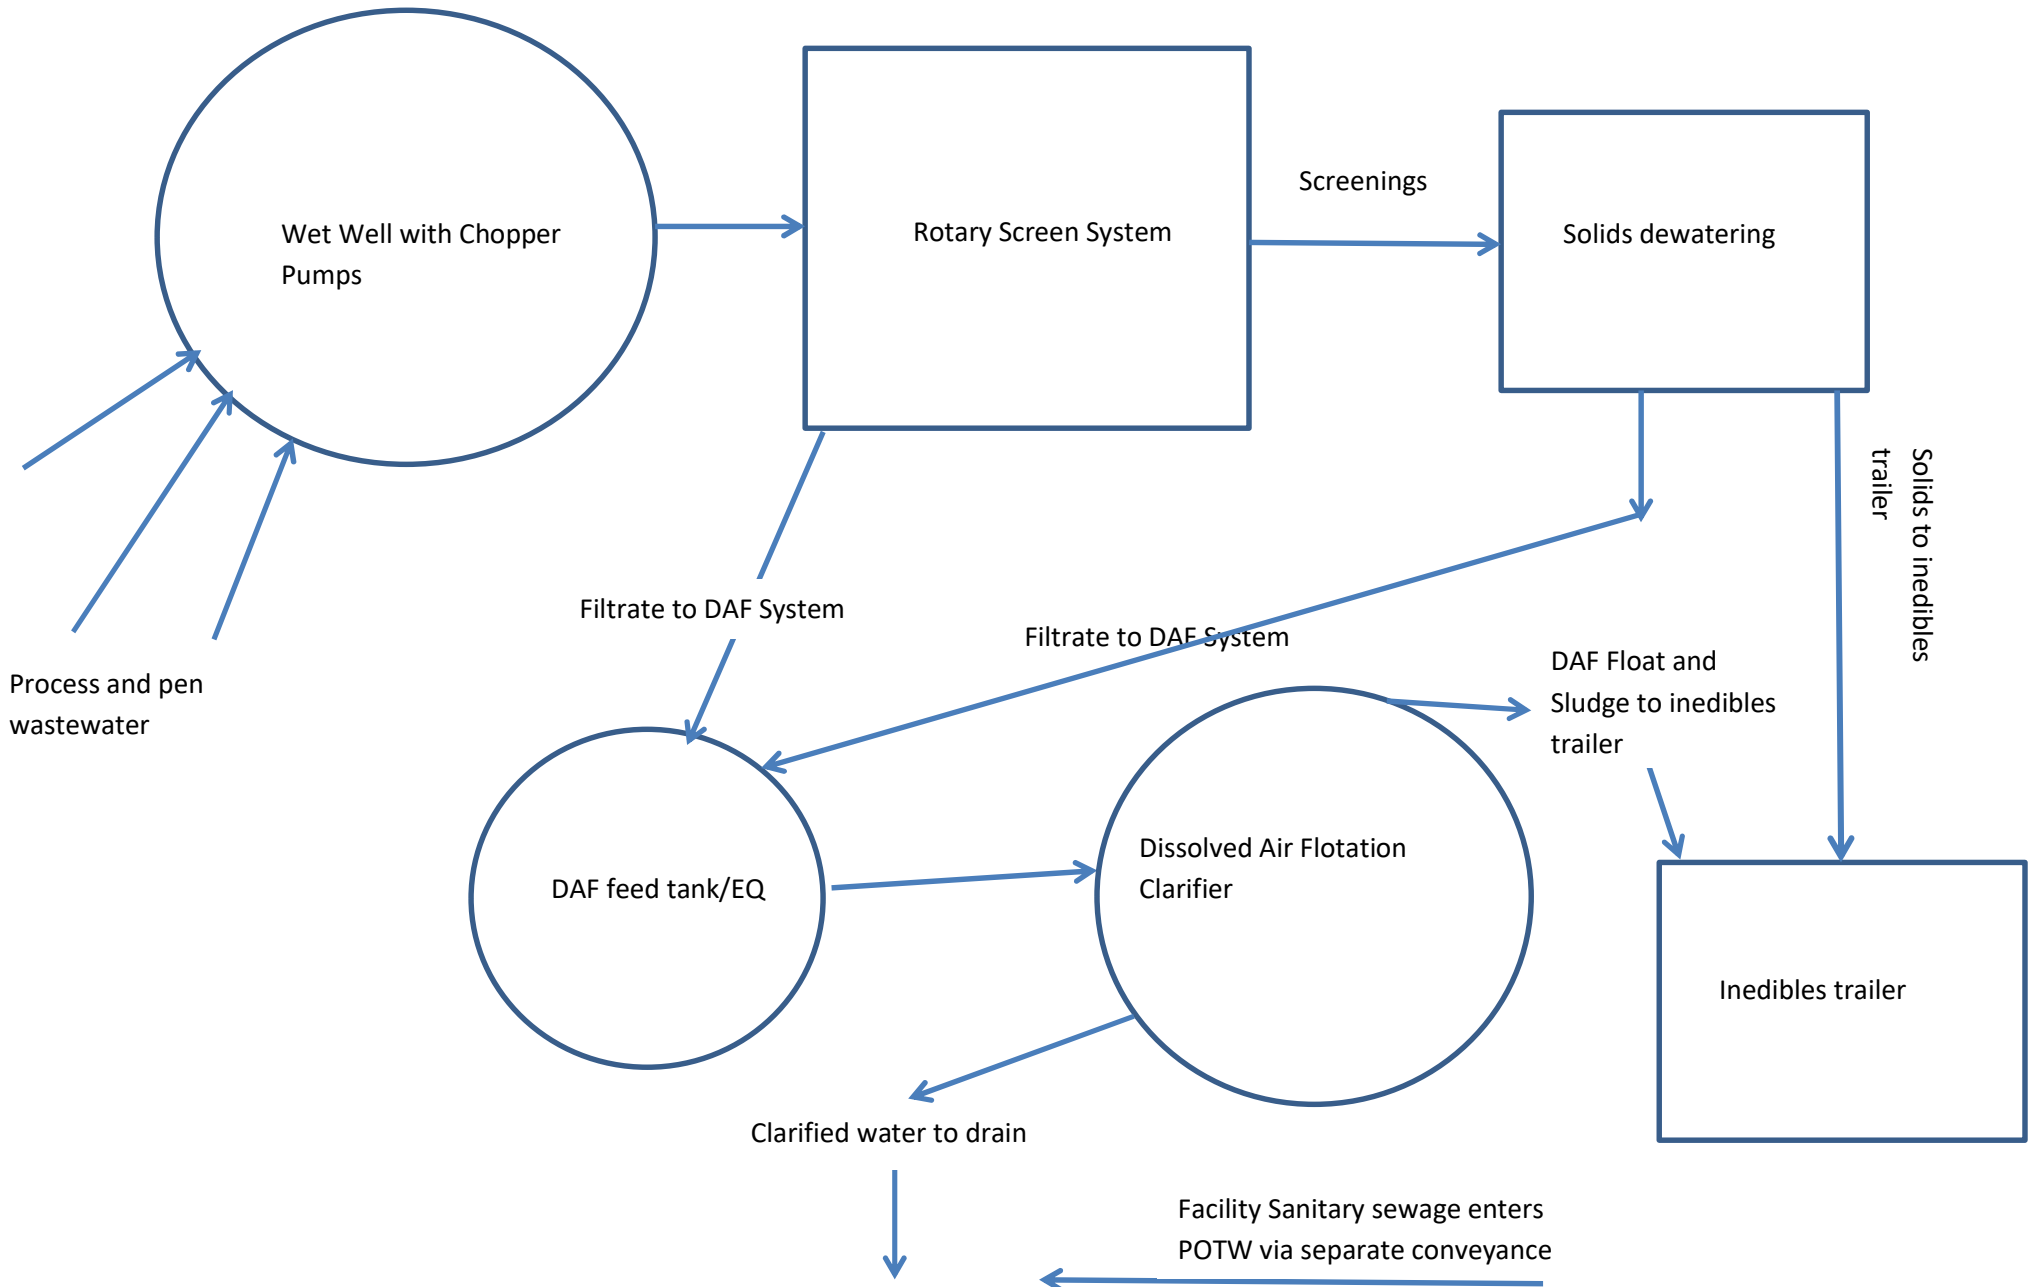 Wet Well with Chopper
Pumps
Rotary Screen System
Screenings
Solids dewatering
Solids to inedibles
trailer
Filtrate to DAF System
Filtrate to DAF System
Process and pen
wastewater
DAF Float and
Sludge to inedibles
trailer
DAF feed tank/EQ
Dissolved Air Flotation
Clarifier
Inedibles trailer
Clarified water to drain
Facility Sanitary sewage enters
POTW via separate conveyance